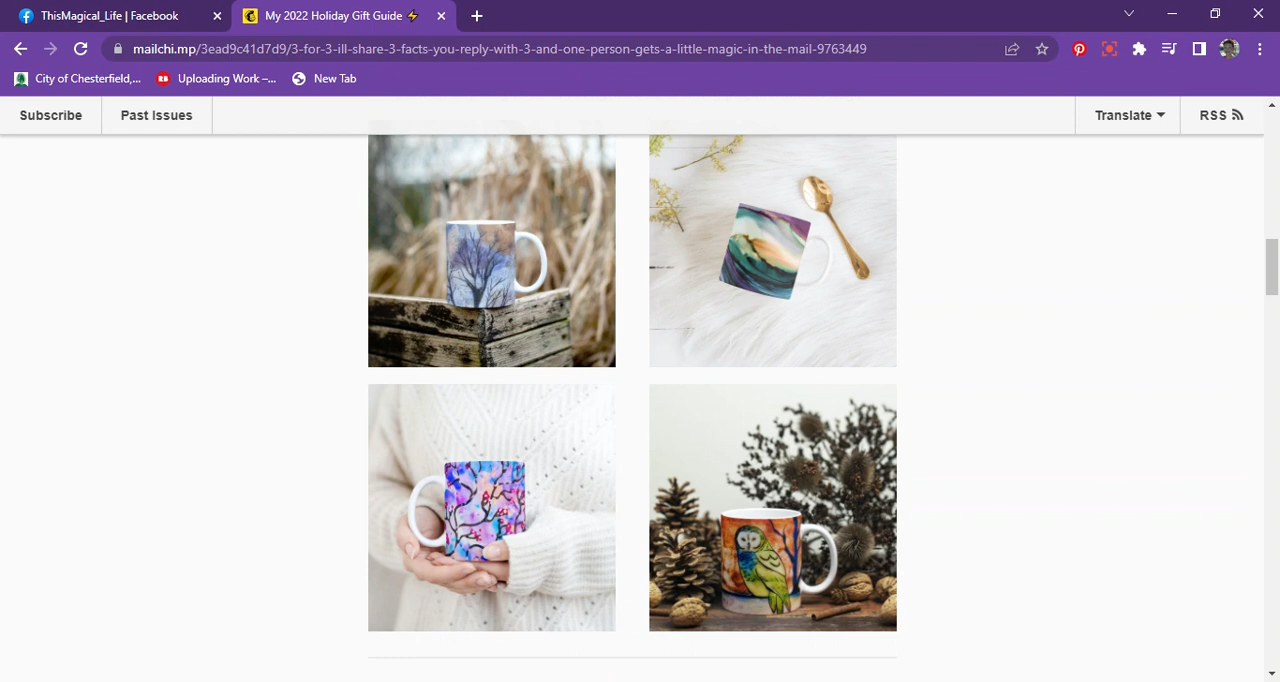 ThisMagical_Life | Facebook
My 2022 Holiday Gift Guide ⚡
mailchi.mp/3ead9c41d7d9/3-for-3-ill-share-3-facts-you-reply-with-3-and-one-person-gets-a-little-magic-in-the-mail-9763449
City of Chesterfield,... Uploading Work –... New Tab
Subscribe Past Issues Translate RSS